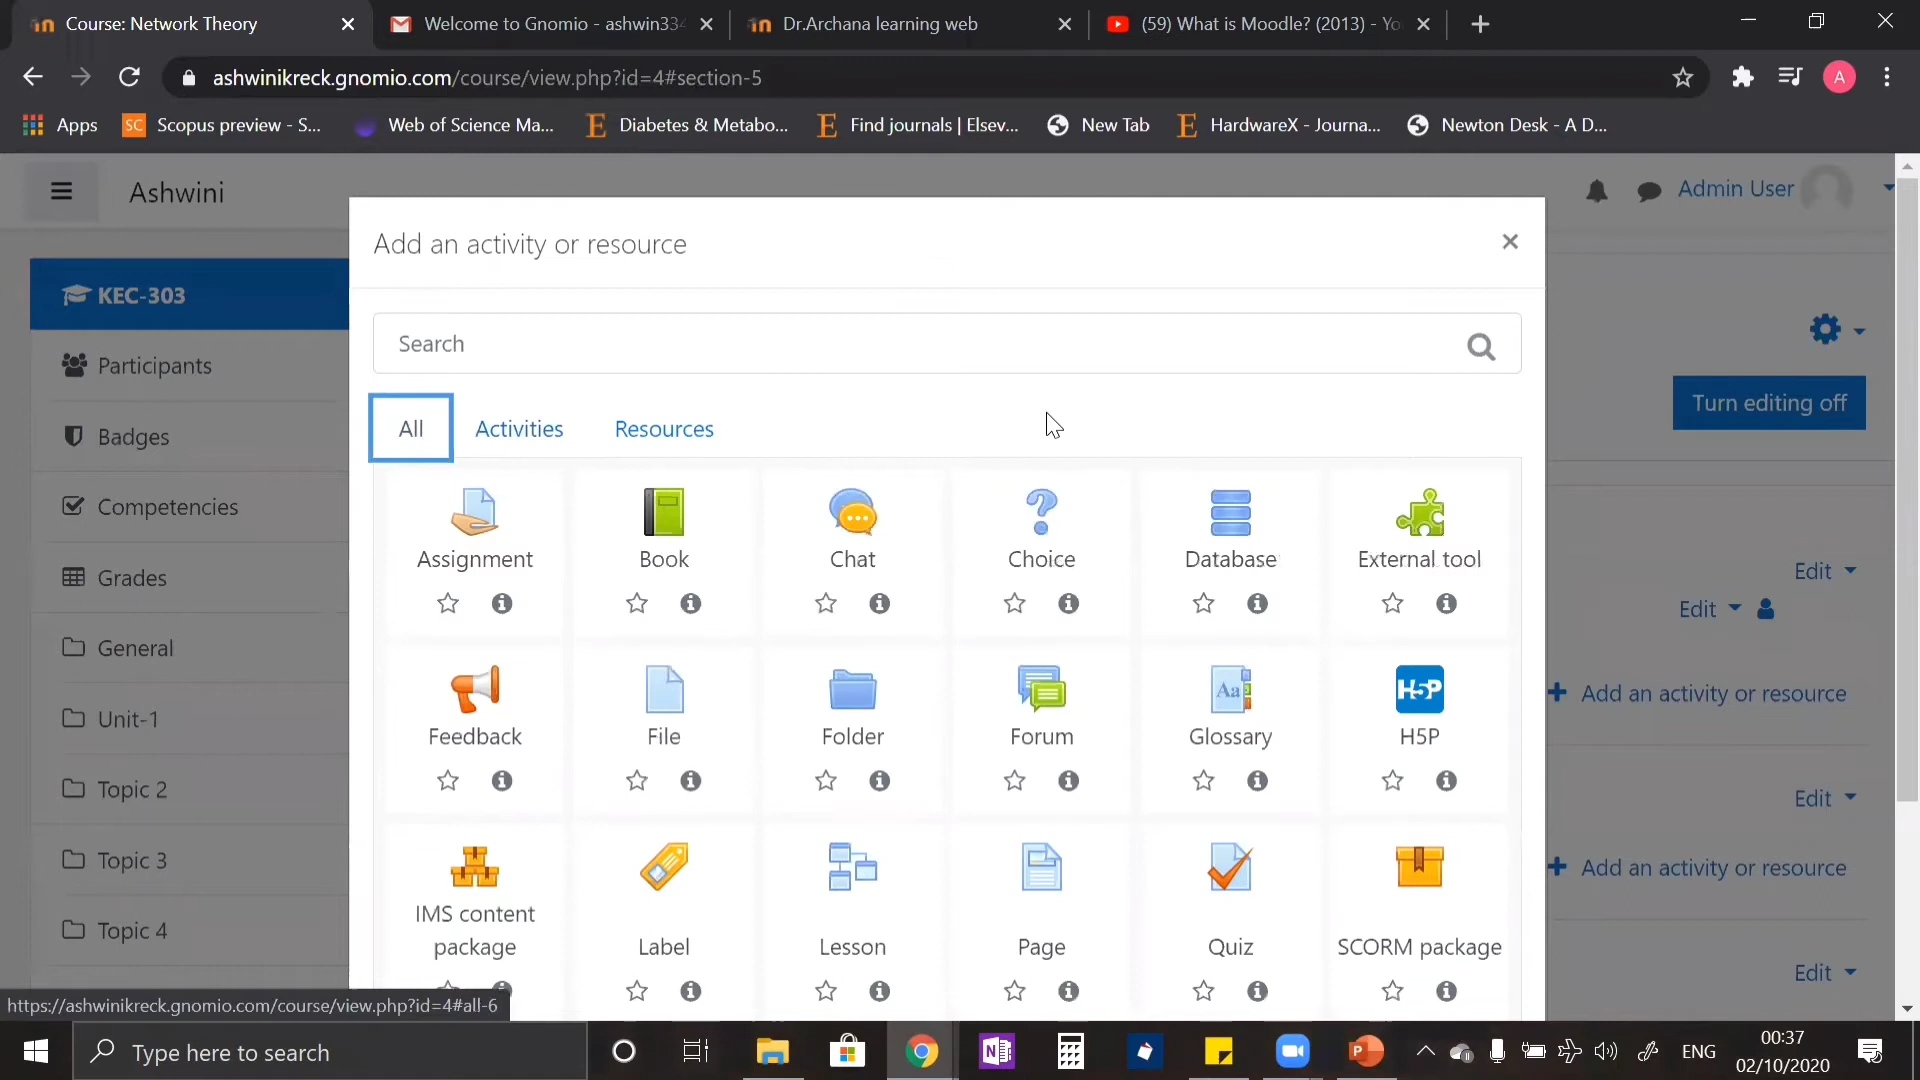 Course: Network Theory
Welcome to Gnomio - ashwin334
Dr.Archana learning web
(59) What is Moodle? (2013) - Yo
ashwinikreck.gnomio.com/course/view.php?id=4#section-5
A
Apps
SC Scopus preview - S...
Web of Science Ma...
E Diabetes & Metabo...
E Find journals | Elsev...
New Tab
E HardwareX - Journa...
Newton Desk - A D...
Ashwini
Admin User
Add an activity or resource
KEC-303
Participants
Badges
Competencies
Grades
General
Unit-1
Topic 2
Topic 3
Topic 4
Search
All
Activities
Resources
Assignment
Book
Chat
Choice
Database
External tool
Feedback
File
Folder
Forum
Aa
Glossary
H5P
H5P
IMS content
package
Label
Lesson
Page
Quiz
SCORM package
Turn editing off
Edit
Edit
Add an activity or resource
Edit
Add an activity or resource
Edit
https://ashwinikreck.gnomio.com/course/view.php?id=4#all-6
Type here to search
N
P
ENG
00:37
02/10/2020